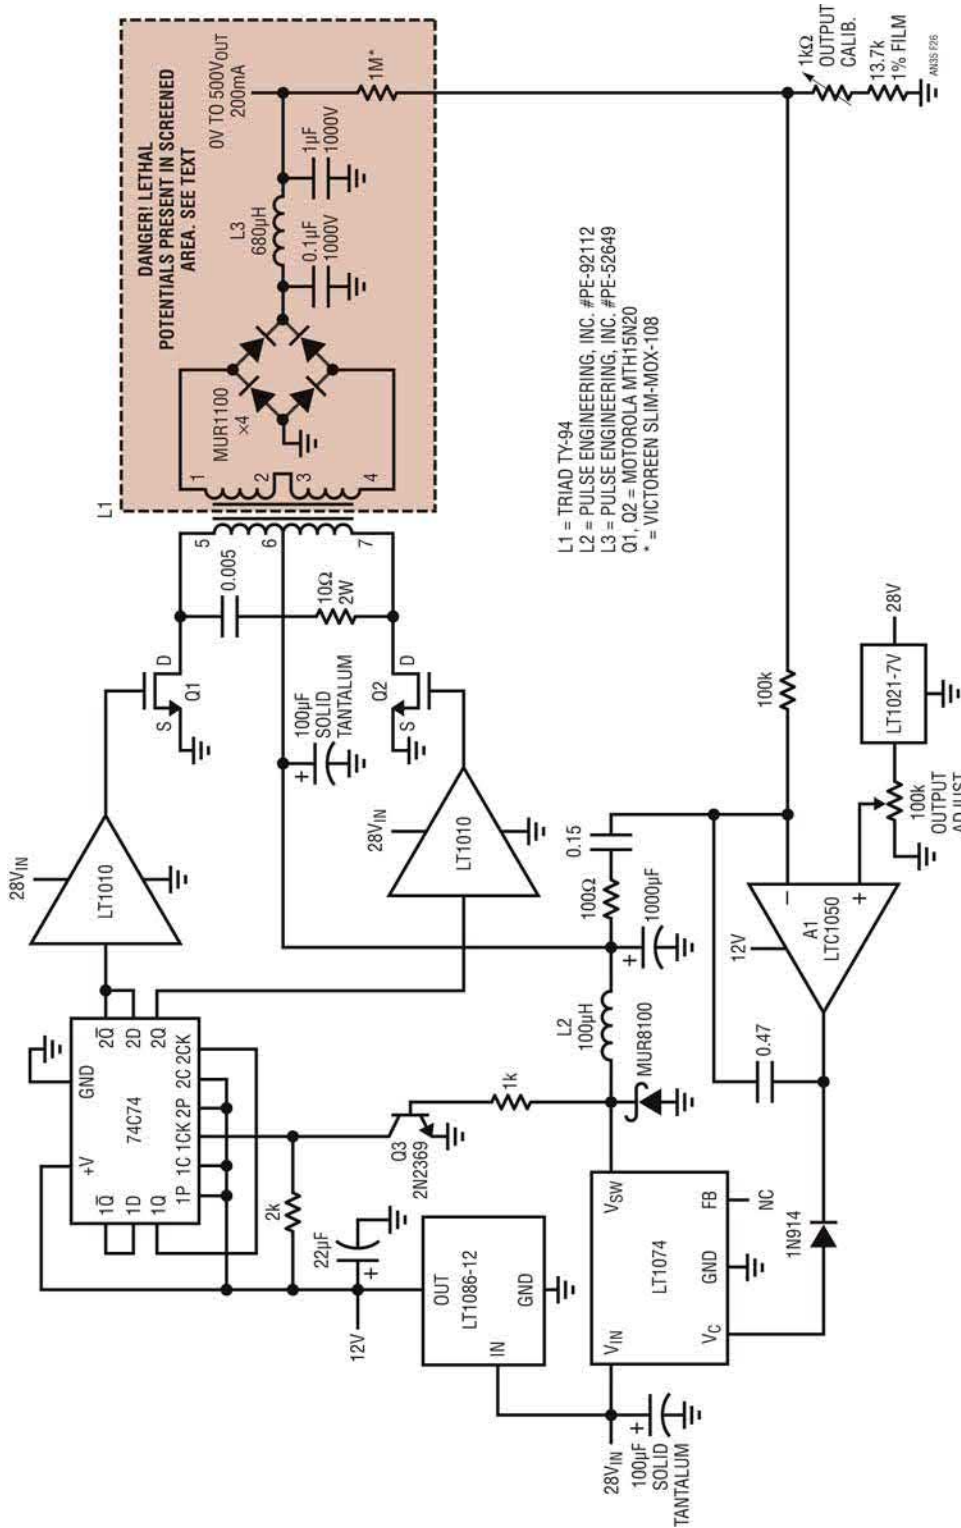 DANGER! LETHAL
POTENTIALS PRESENT IN SCREENED
AREA. SEE TEXT
0V TO 500VOUT
200mA
1M*
L3
680µH
0.1µF
1000V
1µF
1000V
MUR1100
×4
1
2
3
4
L1
5
6
7
0.005
10Ω
2W
D
S
Q1
D
S
Q2
100µF
SOLID
TANTALUM
+
28VIN
LT1010
28VIN
LT1010
74C74
+V
GND
1Q̅
1D
1Q
2Q̅
2D
2Q
1P
1C
1CK
2P
2C
2CK
2k
Q3
2N2369
1k
22µF
+
12V
OUT
LT1086-12
IN
GND
28VIN
100µF
SOLID
TANTALUM
+
VIN
VSW
LT1074
VC
GND
FB
NC
L2
100µH
MUR8100
1000µF
+
100Ω
0.15
0.47
1N914
12V
A1
LTC1050
–
+
100k
LT1021-7V
28V
100k
OUTPUT
1kΩ
OUTPUT
CALIB.
13.7k
1% FILM
AN35 F26
L1 = TRIAD TY-94
L2 = PULSE ENGINEERING, INC. #PE-92112
L3 = PULSE ENGINEERING, INC. #PE-52649
Q1, Q2 = MOTOROLA MTH15N20
* = VICTOREEN SLIM-MOX-108